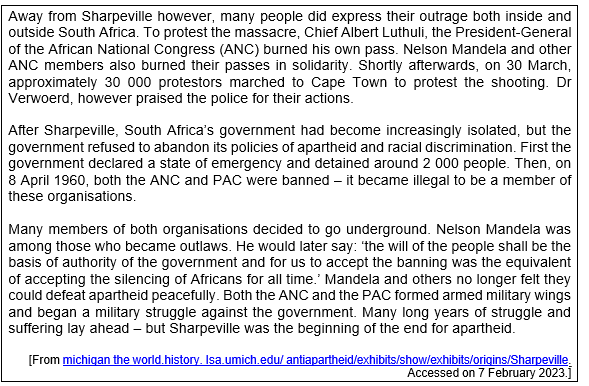 Away from Sharpeville however, many people did express their outrage both inside and
outside South Africa. To protest the massacre, Chief Albert Luthuli, the President-General
of the African National Congress (ANC) burned his own pass. Nelson Mandela and other
ANC members also burned their passes in solidarity. Shortly afterwards, on 30 March,
approximately 30 000 protestors marched to Cape Town to protest the shooting. Dr
Verwoerd, however praised the police for their actions.
After Sharpeville, South Africa's government had become increasingly isolated, but the
government refused to abandon its policies of apartheid and racial discrimination. First the
government declared a state of emergency and detained around 2 000 people. Then, on
8 April 1960, both the ANC and PAC were banned – it became illegal to be a member of
these organisations.
Many members of both organisations decided to go underground. Nelson Mandela was
among those who became outlaws. He would later say: 'the will of the people shall be the
basis of authority of the government and for us to accept the banning was the equivalent
of accepting the silencing of Africans for all time.' Mandela and others no longer felt they
could defeat apartheid peacefully. Both the ANC and the PAC formed armed military wings
and began a military struggle against the government. Many long years of struggle and
suffering lay ahead – but Sharpeville was the beginning of the end for apartheid.
[From michigan the world.history. lsa.umich.edu/ antiapartheid/exhibits/show/exhibits/origins/Sharpeville.
Accessed on 7 February 2023.]